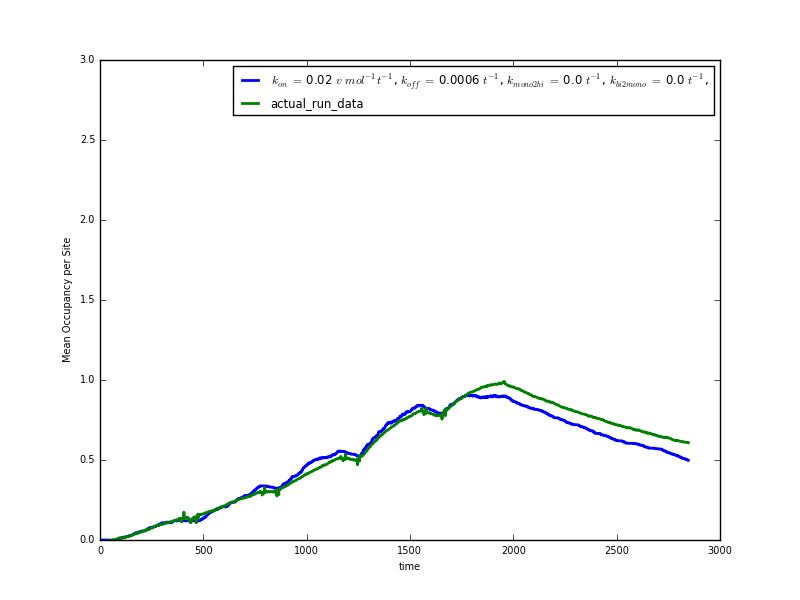 k_on = 0.02 v mol⁻¹t⁻¹, k_off = 0.0006 t⁻¹, k_mono2bi = 0.0 t⁻¹, k_bi2mono = 0.0 t⁻¹,
actual_run_data
3.0
2.5
2.0
1.5
1.0
0.5
0.0
Mean Occupancy per Site
0 500 1000 1500 2000 2500 3000
time